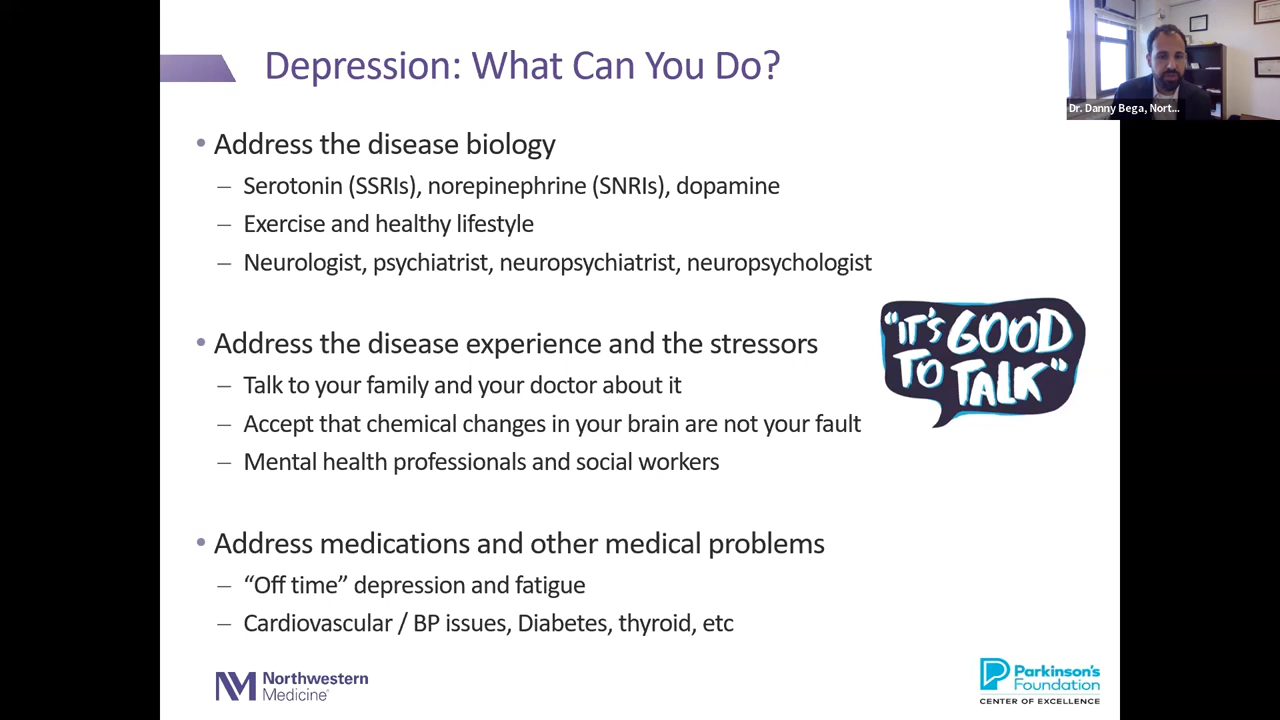 Depression: What Can You Do?
Dr. Danny Bega, Nort...
• Address the disease biology
– Serotonin (SSRIs), norepinephrine (SNRIs), dopamine
– Exercise and healthy lifestyle
– Neurologist, psychiatrist, neuropsychiatrist, neuropsychologist
• Address the disease experience and the stressors
– Talk to your family and your doctor about it
– Accept that chemical changes in your brain are not your fault
– Mental health professionals and social workers
"IT'S GOOD
TO TALK"
• Address medications and other medical problems
– “Off time” depression and fatigue
– Cardiovascular / BP issues, Diabetes, thyroid, etc
NM Northwestern
Medicine®
Parkinson's
Foundation
CENTER OF EXCELLENCE